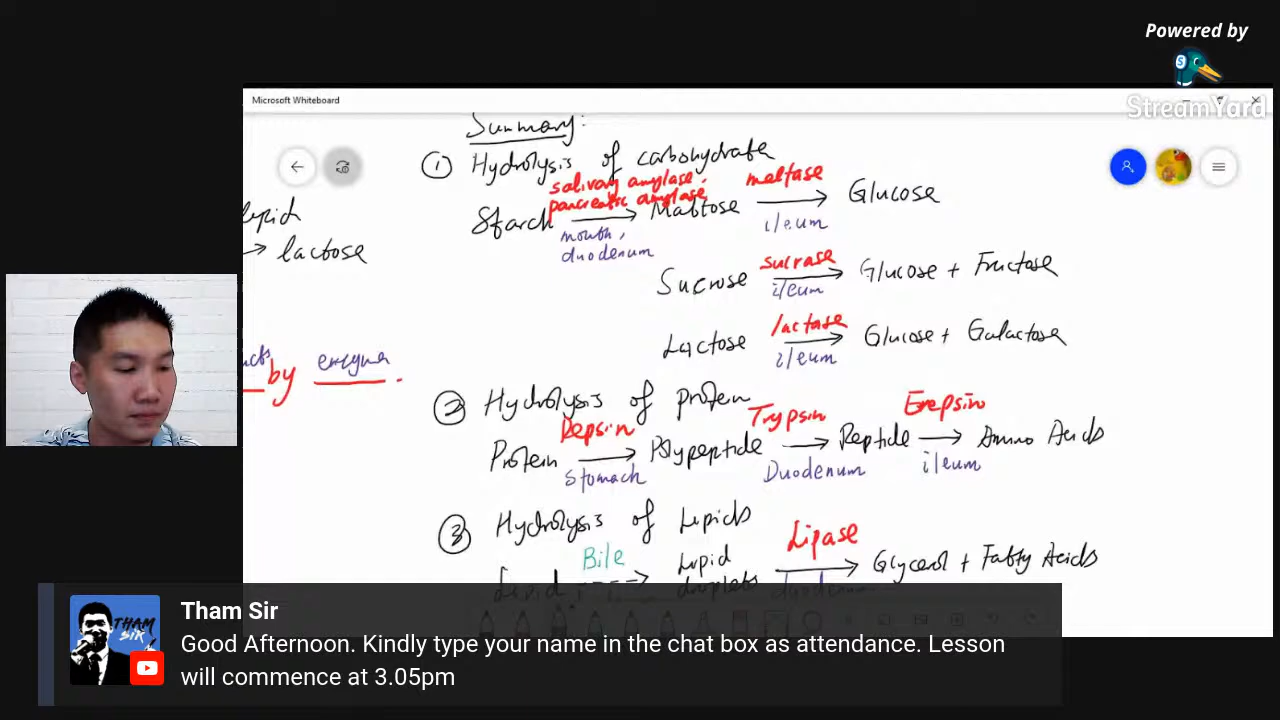 Powered by
StreamYard
Microsoft Whiteboard
Summary:
① Hydrolysis of carbohydrate
salivary amylase,
pancreatic amylase
maltase
Starch → Maltose → Glucose
mouth,
duodenum
ileum
sucrase
Sucrose → Glucose + Fructose
ileum
lactase
Lactose → Glucose + Galactose
ileum
→ lactose
by enzyme.
② Hydrolysis of protein
Pepsin Trypsin Erepsin
Protein → Polypeptide → Peptide → Amino Acids
Stomach Duodenum ileum
③ Hydrolysis of Lipids
Bile Lipase
Lipid → Lipid droplets → Glycerol + Fatty Acids
duodenum
Tham Sir
Good Afternoon. Kindly type your name in the chat box as attendance. Lesson
will commence at 3.05pm
THAM
SIR